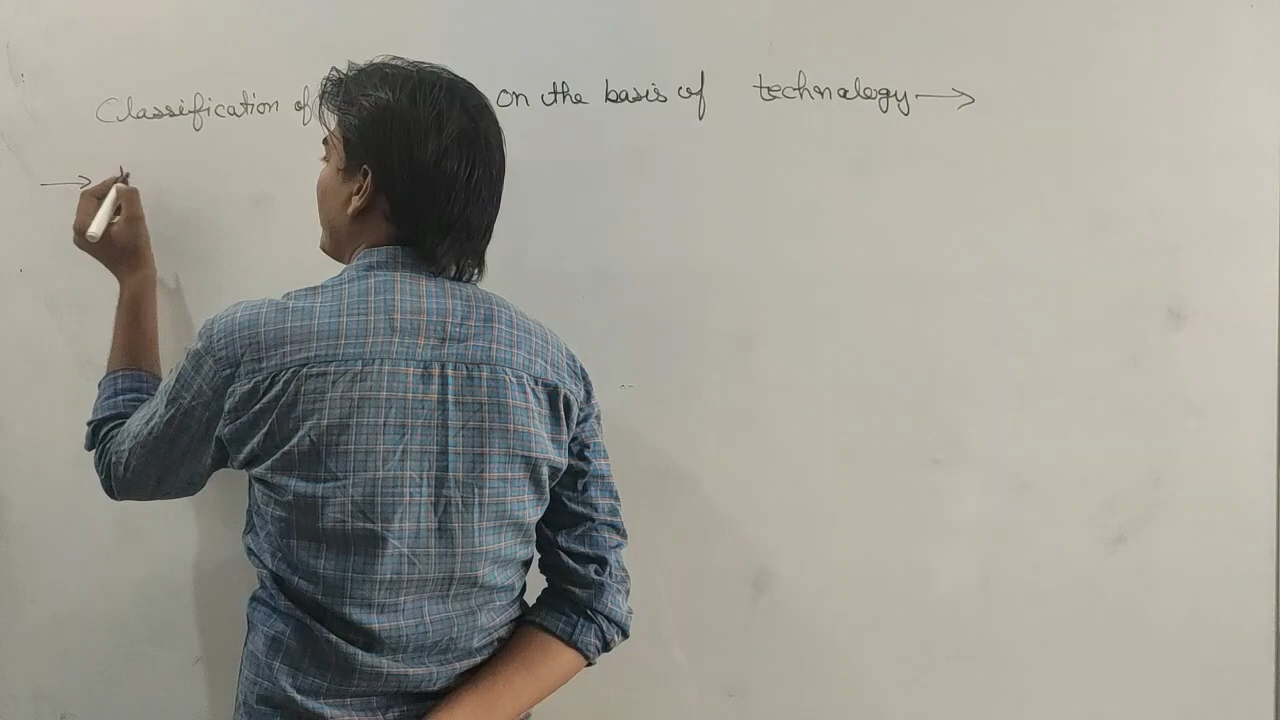 Classification of on the basis of technology →
→